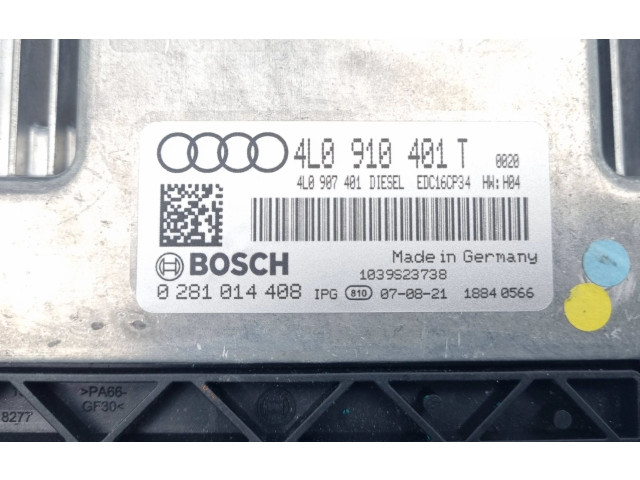 4L0 910 401 T 0020
4L0 907 401 DIESEL EDC16CP34 HW:H04
BOSCH
Made in Germany
1039S23738
0 281 014 408 IPG 810 07-08-21 1884 0566
>PA66-
GF30<
8277